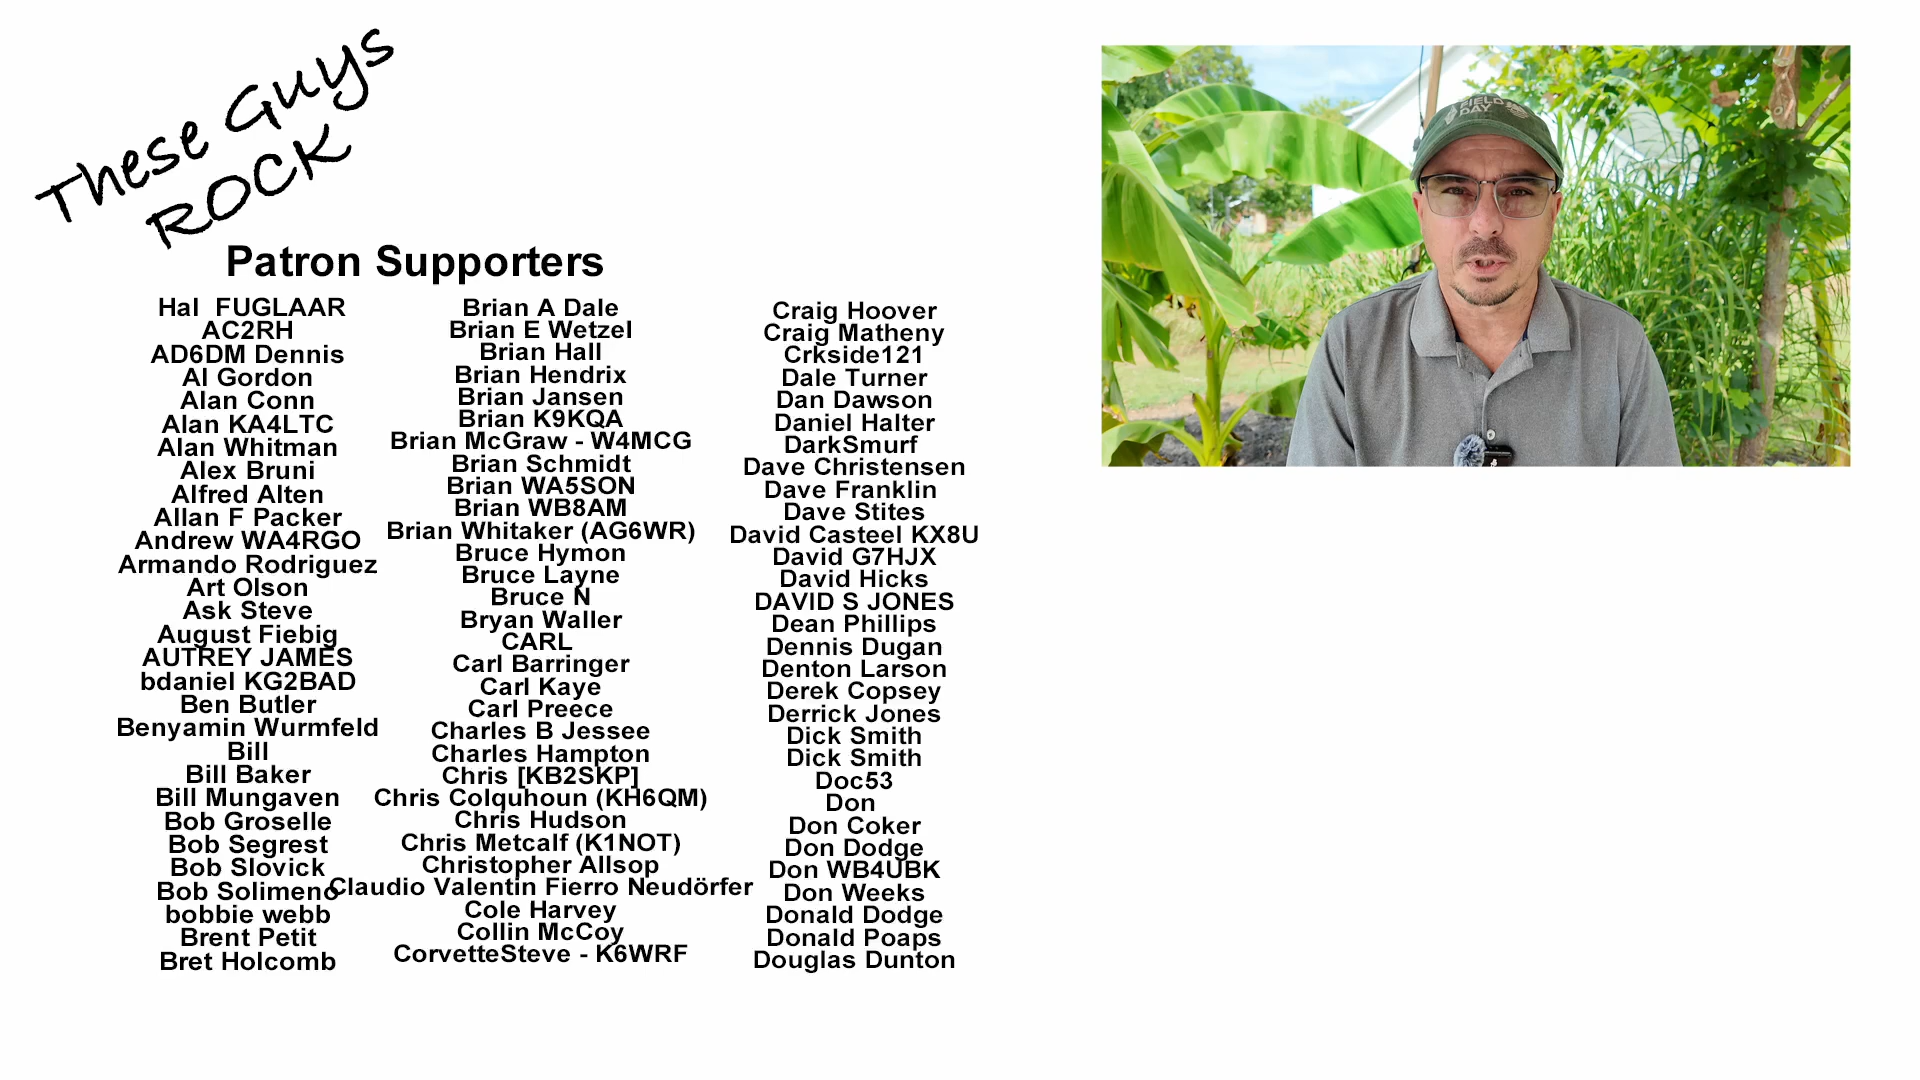 These Guys
ROCK
Patron Supporters
Hal FUGLAAR
AC2RH
AD6DM Dennis
Al Gordon
Alan Conn
Alan KA4LTC
Alan Whitman
Alex Bruni
Alfred Alten
Allan F Packer
Andrew WA4RGO
Armando Rodriguez
Art Olson
Ask Steve
August Fiebig
AUTREY JAMES
bdaniel KG2BAD
Ben Butler
Benyamin Wurmfeld
Bill
Bill Baker
Bill Mungaven
Bob Groselle
Bob Segrest
Bob Slovick
Bob Solimeno
bobbie webb
Brent Petit
Bret Holcomb
Brian A Dale
Brian E Wetzel
Brian Hall
Brian Hendrix
Brian Jansen
Brian K9KQA
Brian McGraw - W4MCG
Brian Schmidt
Brian WA5SON
Brian WB8AM
Brian Whitaker (AG6WR)
Bruce Hymon
Bruce Layne
Bruce N
Bryan Waller
CARL
Carl Barringer
Carl Kaye
Carl Preece
Charles B Jessee
Charles Hampton
Chris [KB2SKP]
Chris Colquhoun (KH6QM)
Chris Hudson
Chris Metcalf (K1NOT)
Christopher Allsop
Claudio Valentin Fierro Neudörfer
Cole Harvey
Collin McCoy
CorvetteSteve - K6WRF
Craig Hoover
Craig Matheny
Crkside121
Dale Turner
Dan Dawson
Daniel Halter
DarkSmurf
Dave Christensen
Dave Franklin
Dave Stites
David Casteel KX8U
David G7HJX
David Hicks
DAVID S JONES
Dean Phillips
Dennis Dugan
Denton Larson
Derek Copsey
Derrick Jones
Dick Smith
Dick Smith
Doc53
Don
Don Coker
Don Dodge
Don WB4UBK
Don Weeks
Donald Dodge
Donald Poaps
Douglas Dunton
FIELD
DAY